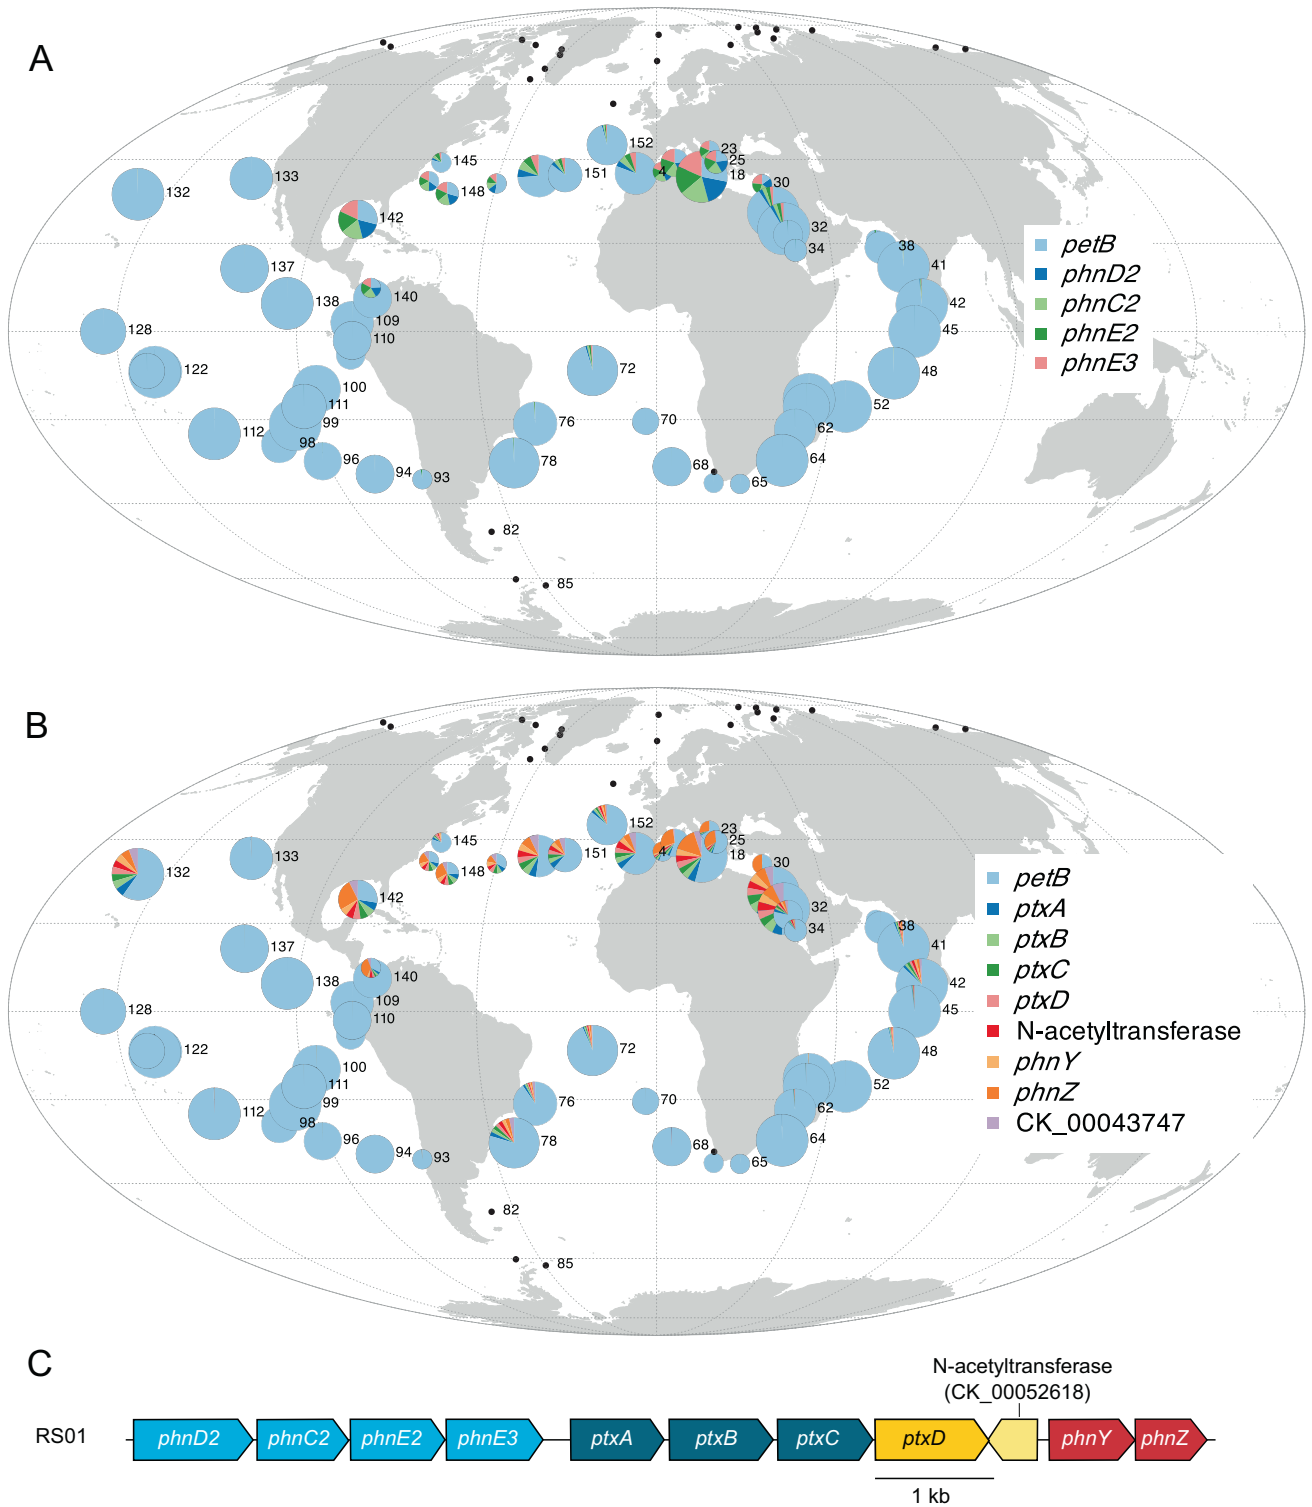 A
152
23
25
18
4
145
151
133
132
148
30
142
32
34
38
41
137
138
140
42
109
128
110
45
122
72
48
100
111
52
99
76
70
112
62
98
96
78
68
64
94
93
65
82
85
petB
phnD2
phnC2
phnE2
phnE3
B
152
23
25
18
4
145
151
133
132
148
30
142
32
34
38
41
137
138
140
42
109
128
110
45
122
72
48
100
111
52
99
76
70
112
62
98
96
78
68
64
94
93
65
82
85
petB
ptxA
ptxB
ptxC
ptxD
N-acetyltransferase
phnY
phnZ
CK_00043747
C
N-acetyltransferase
(CK_00052618)
RS01
phnD2
phnC2
phnE2
phnE3
ptxA
ptxB
ptxC
ptxD
phnY
phnZ
1 kb